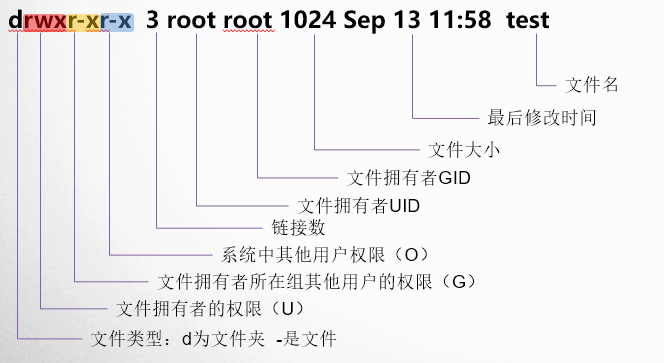 drwxr-xr-x 3 root root 1024 Sep 13 11:58 test
文件名
最后修改时间
文件大小
文件拥有者GID
文件拥有者UID
链接数
系统中其他用户权限（O）
文件拥有者所在组其他用户的权限（G）
文件拥有者的权限（U）
文件类型：d为文件夹 -是文件